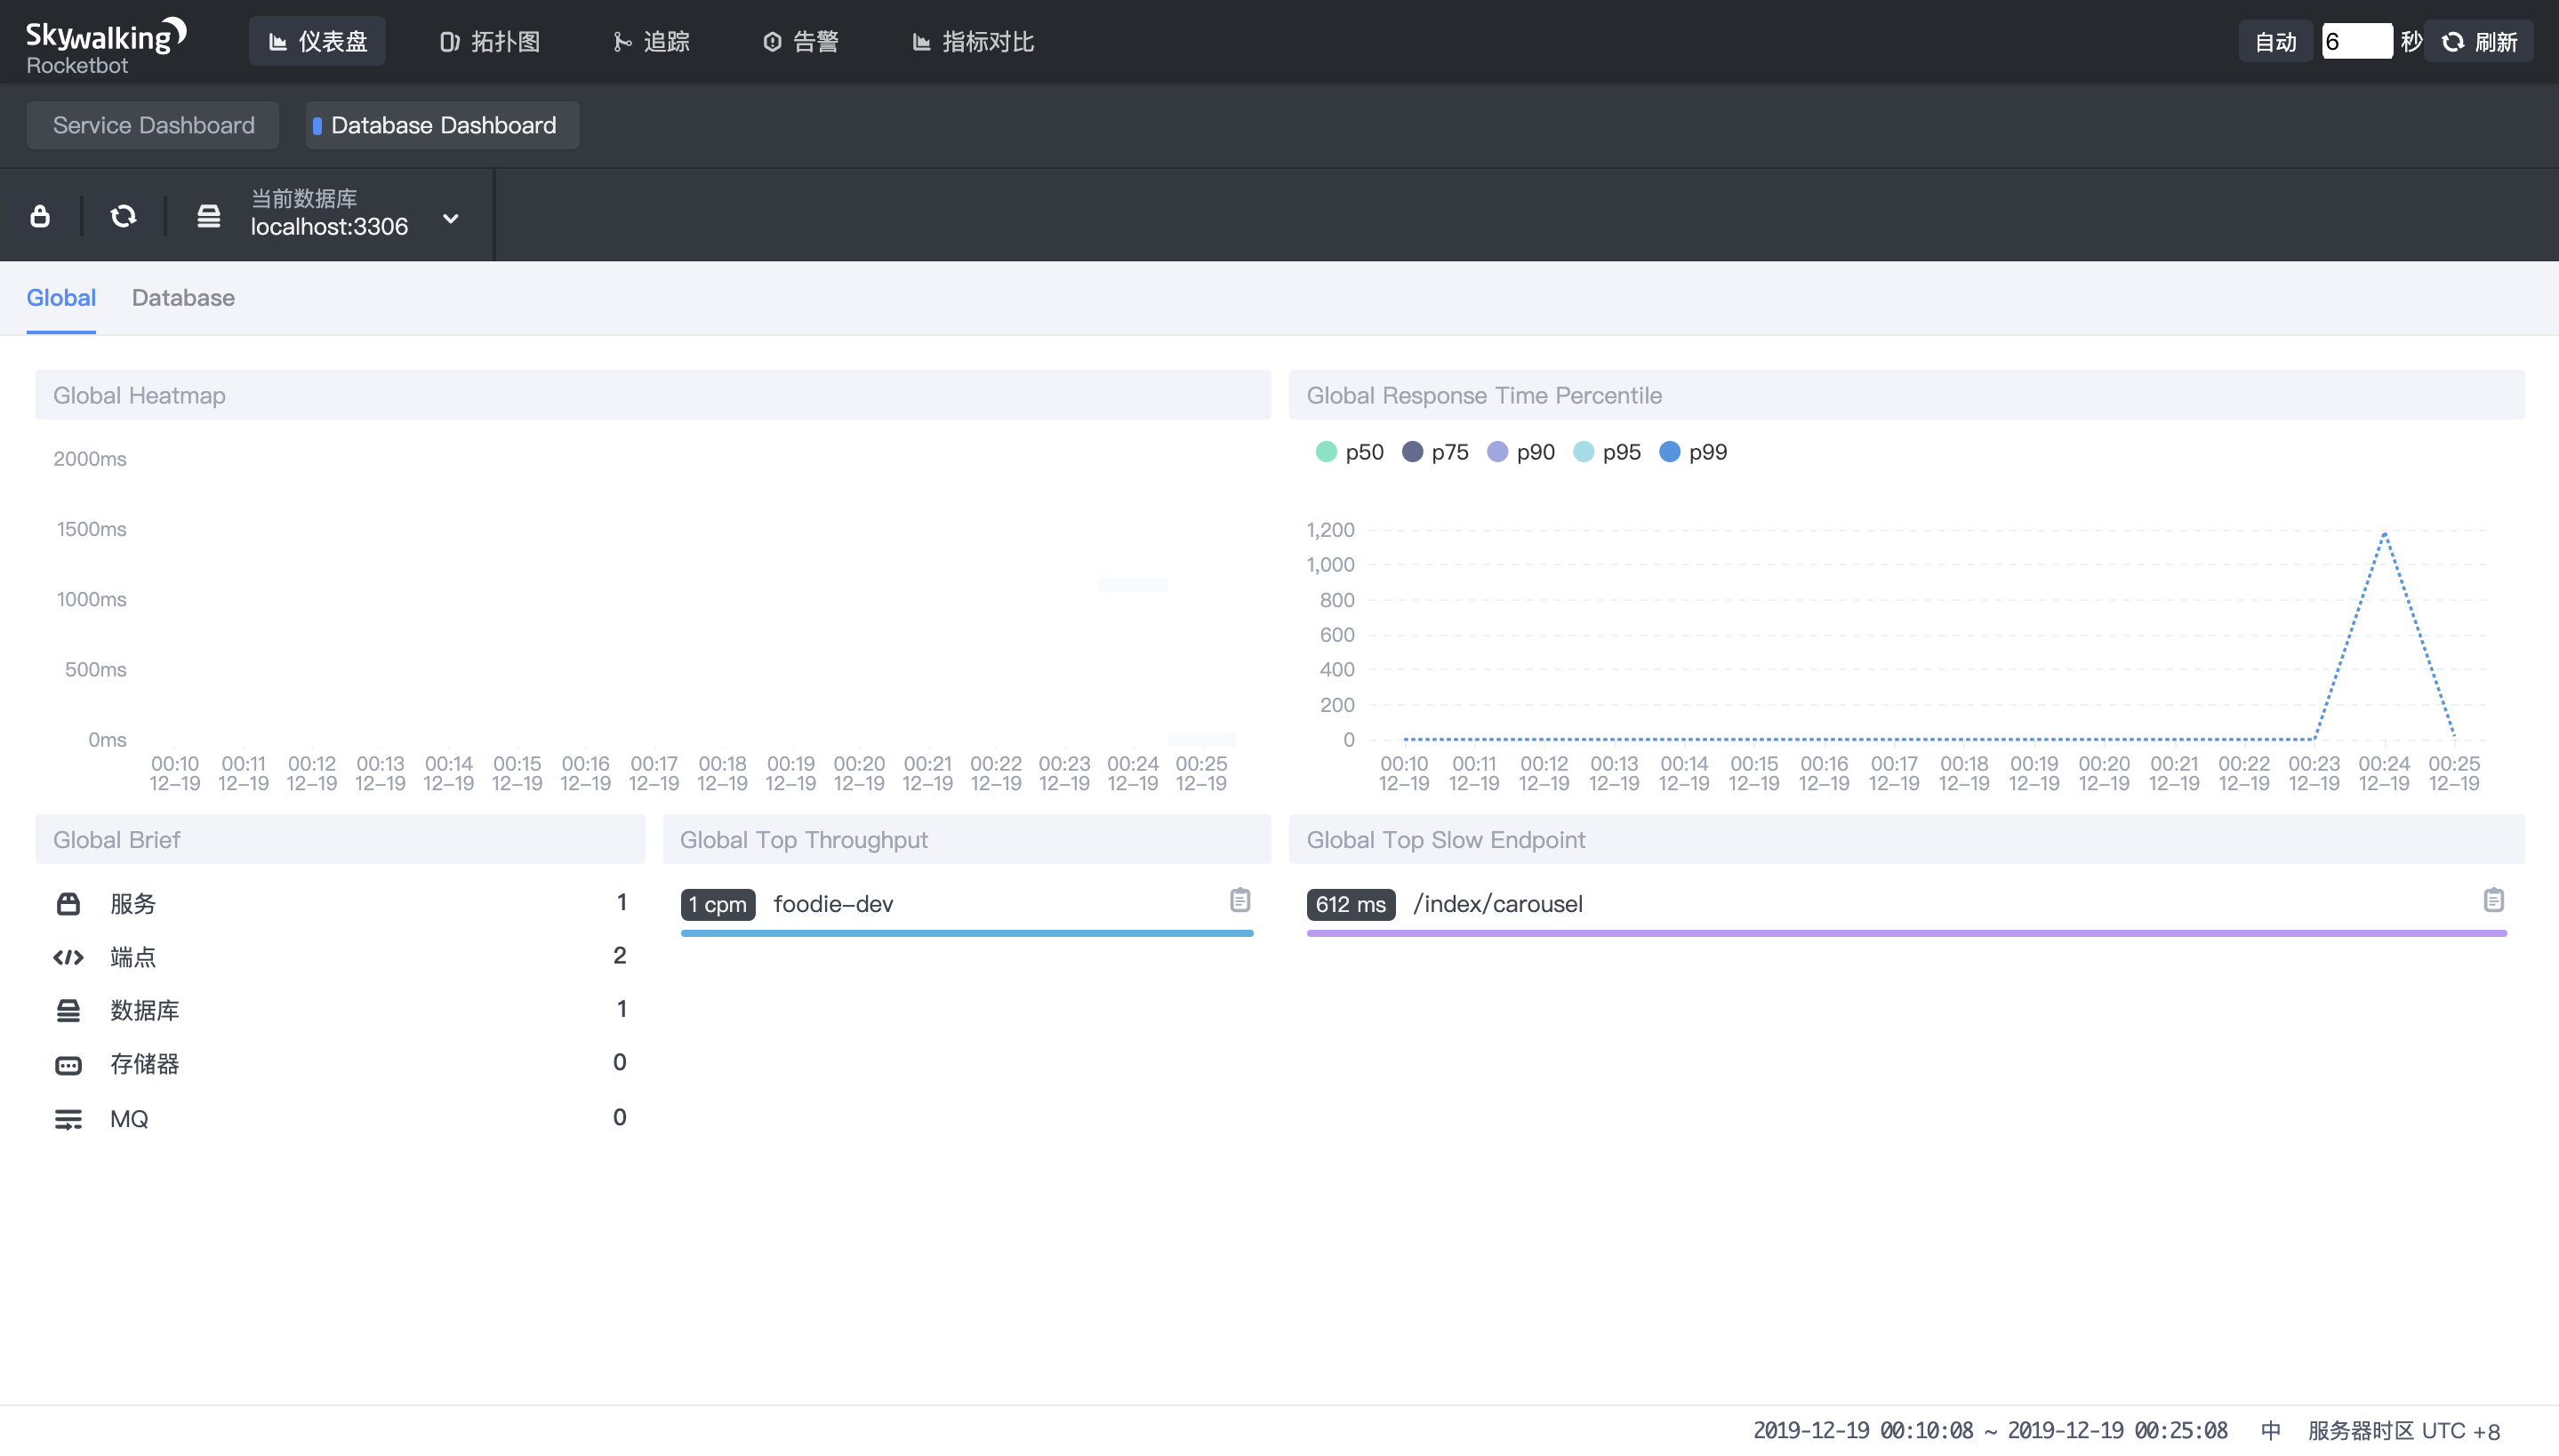 Skywalking
Rocketbot
仪表盘
拓扑图
追踪
告警
指标对比
自动
6
秒
刷新
Service Dashboard
Database Dashboard
当前数据库
localhost:3306
Global
Database
Global Heatmap
2000ms
1500ms
1000ms
500ms
0ms
00:10 00:11 00:12 00:13 00:14 00:15 00:16 00:17 00:18 00:19 00:20 00:21 00:22 00:23 00:24 00:25
12-19 12-19 12-19 12-19 12-19 12-19 12-19 12-19 12-19 12-19 12-19 12-19 12-19 12-19 12-19 12-19
Global Response Time Percentile
p50 p75 p90 p95 p99
1,200
1,000
800
600
400
200
0
00:10 00:11 00:12 00:13 00:14 00:15 00:16 00:17 00:18 00:19 00:20 00:21 00:22 00:23 00:24 00:25
12-19 12-19 12-19 12-19 12-19 12-19 12-19 12-19 12-19 12-19 12-19 12-19 12-19 12-19 12-19 12-19
Global Brief
服务 1
端点 2
数据库 1
存储器 0
MQ 0
Global Top Throughput
1 cpm foodie-dev
Global Top Slow Endpoint
612 ms /index/carousel
2019-12-19 00:10:08 ~ 2019-12-19 00:25:08
中
服务器时区 UTC +8